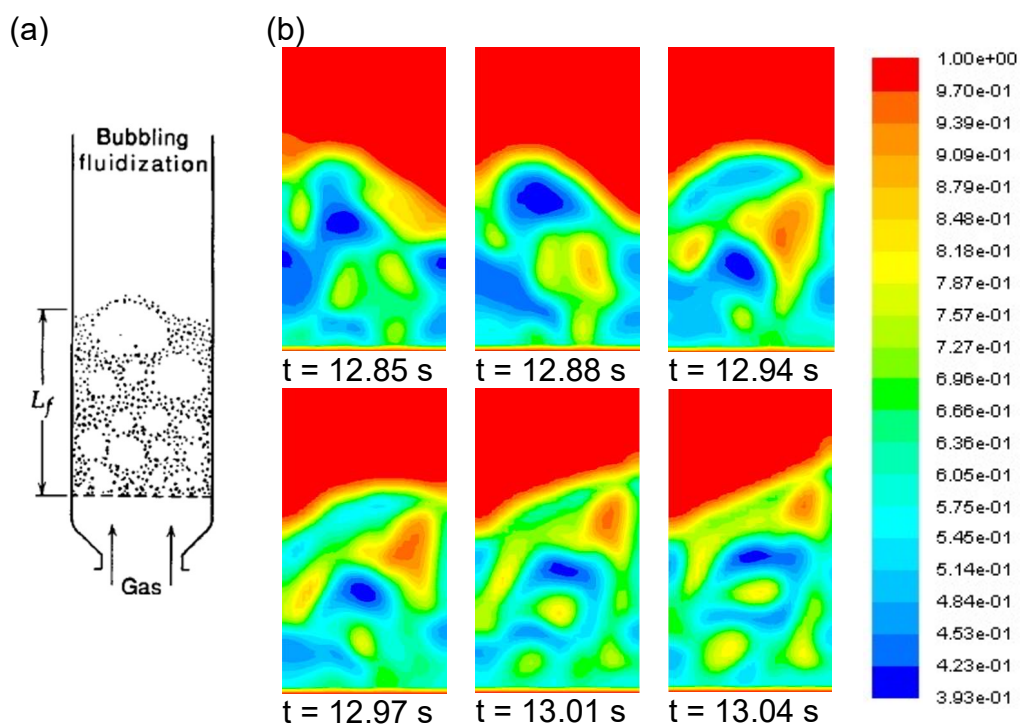 (a)
(b)
Bubbling
fluidization
L_f
Gas
t = 12.85 s
t = 12.88 s
t = 12.94 s
t = 12.97 s
t = 13.01 s
t = 13.04 s
1.00e+00
9.70e-01
9.39e-01
9.09e-01
8.79e-01
8.48e-01
8.18e-01
7.87e-01
7.57e-01
7.27e-01
6.96e-01
6.66e-01
6.36e-01
6.05e-01
5.75e-01
5.45e-01
5.14e-01
4.84e-01
4.53e-01
4.23e-01
3.93e-01